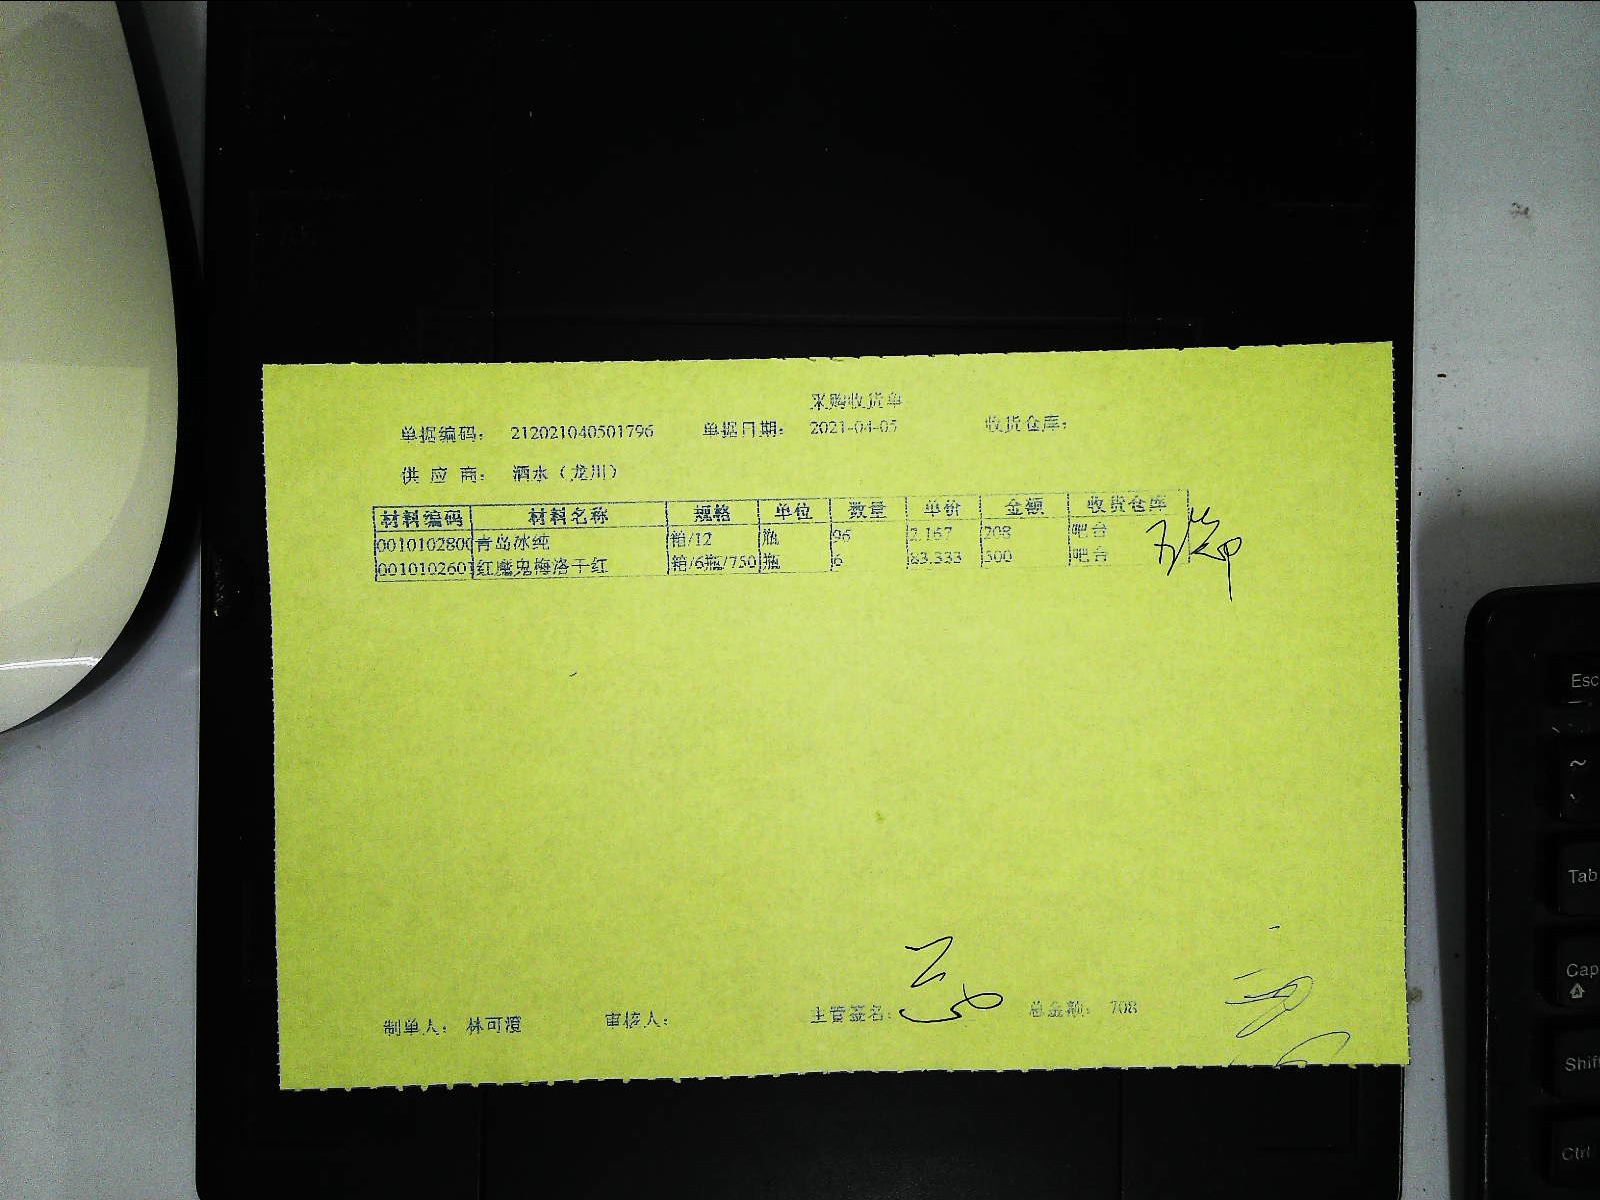 采购收货单
单据编码: 212021040501796 单据日期: 2021-04-05 收货仓库:
供应商: 酒水（龙川）
材料编码 材料名称 规格 单位 数量 单价 金额 收货仓库
0010102800 青岛冰纯 箱/12 瓶 96 2.167 208 吧台
0010102601 红魔鬼梅洛干红 箱/6瓶/750 瓶 6 83.333 500 吧台
制单人: 林可滢 审核人: 主管签名: 总金额: 708
Esc
~
Tab
Cap
Shift
Ctrl